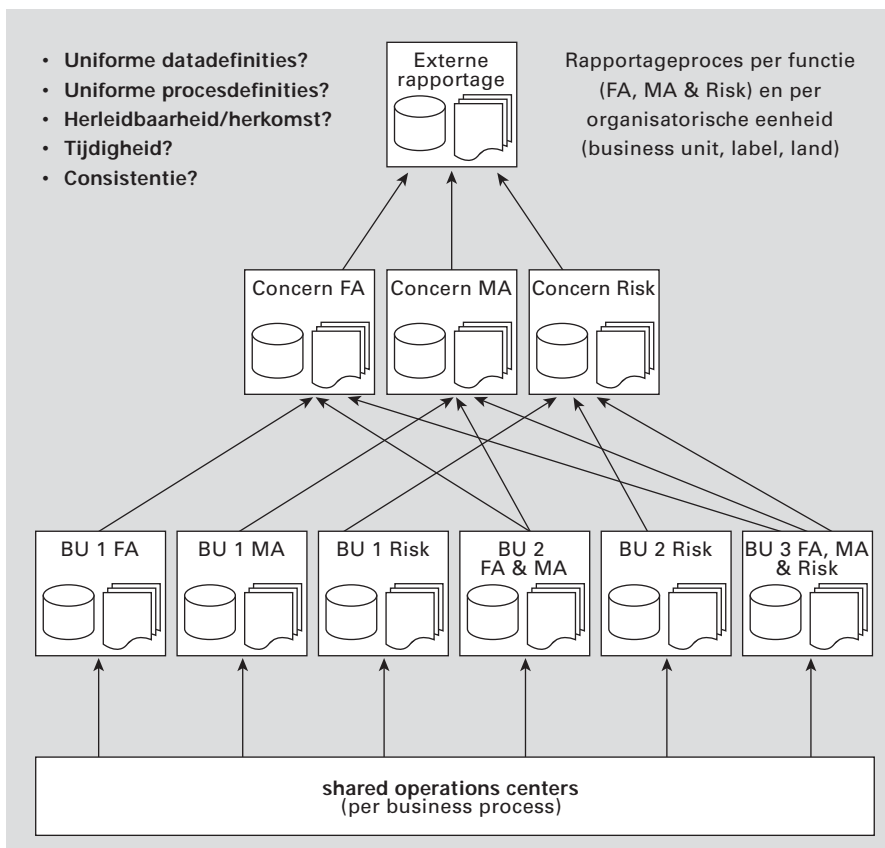 • Uniforme datadefinities?
• Uniforme procesdefinities?
• Herleidbaarheid/herkomst?
• Tijdigheid?
• Consistentie?
Externe
rapportage
Rapportageproces per functie
(FA, MA & Risk) en per
organisatorische eenheid
(business unit, label, land)
Concern FA
Concern MA
Concern Risk
BU 1 FA
BU 1 MA
BU 1 Risk
BU 2
FA & MA
BU 2 Risk
BU 3 FA, MA
& Risk
shared operations centers
(per business process)